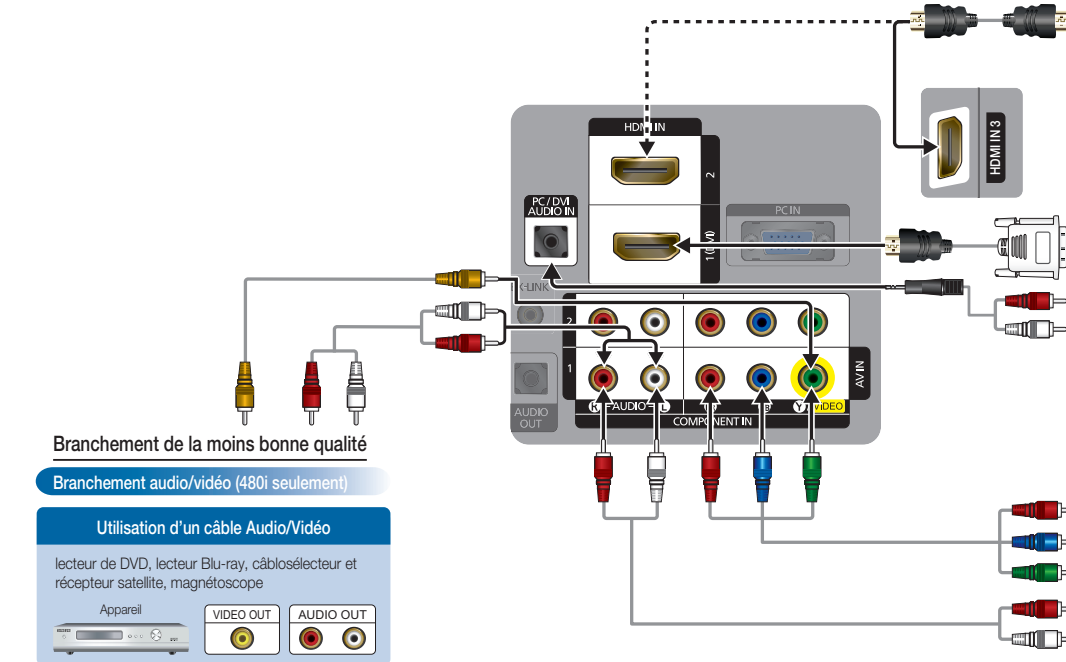 HDMI IN
2
1 (DVI)
PC / DVI
AUDIO IN
PC IN
HDMI IN 3
EX-LINK
2
1
AUDIO
OUT
AV IN
R – AUDIO – L
Y / VIDEO
COMPONENT IN
Branchement de la moins bonne qualité
Branchement audio/vidéo (480i seulement)
Utilisation d'un câble Audio/Vidéo
lecteur de DVD, lecteur Blu-ray, câblosélecteur et
récepteur satellite, magnétoscope
Appareil
VIDEO OUT
AUDIO OUT